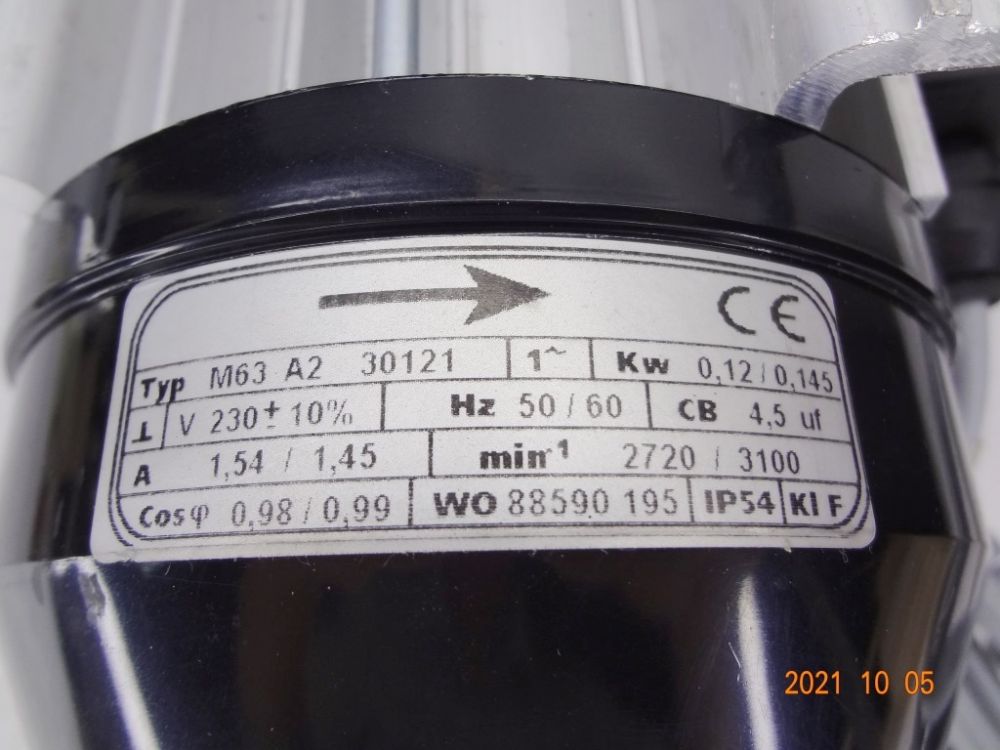 CE
Typ M63 A2 30121 1~ Kw 0,12 / 0,145
⊥ V 230 ± 10% Hz 50 / 60 CB 4,5 uf
A 1,54 / 1,45 min-1 2720 / 3100
Cosφ 0,98 / 0,99 WO 88590 195 IP54 Kl F
2021 10 05